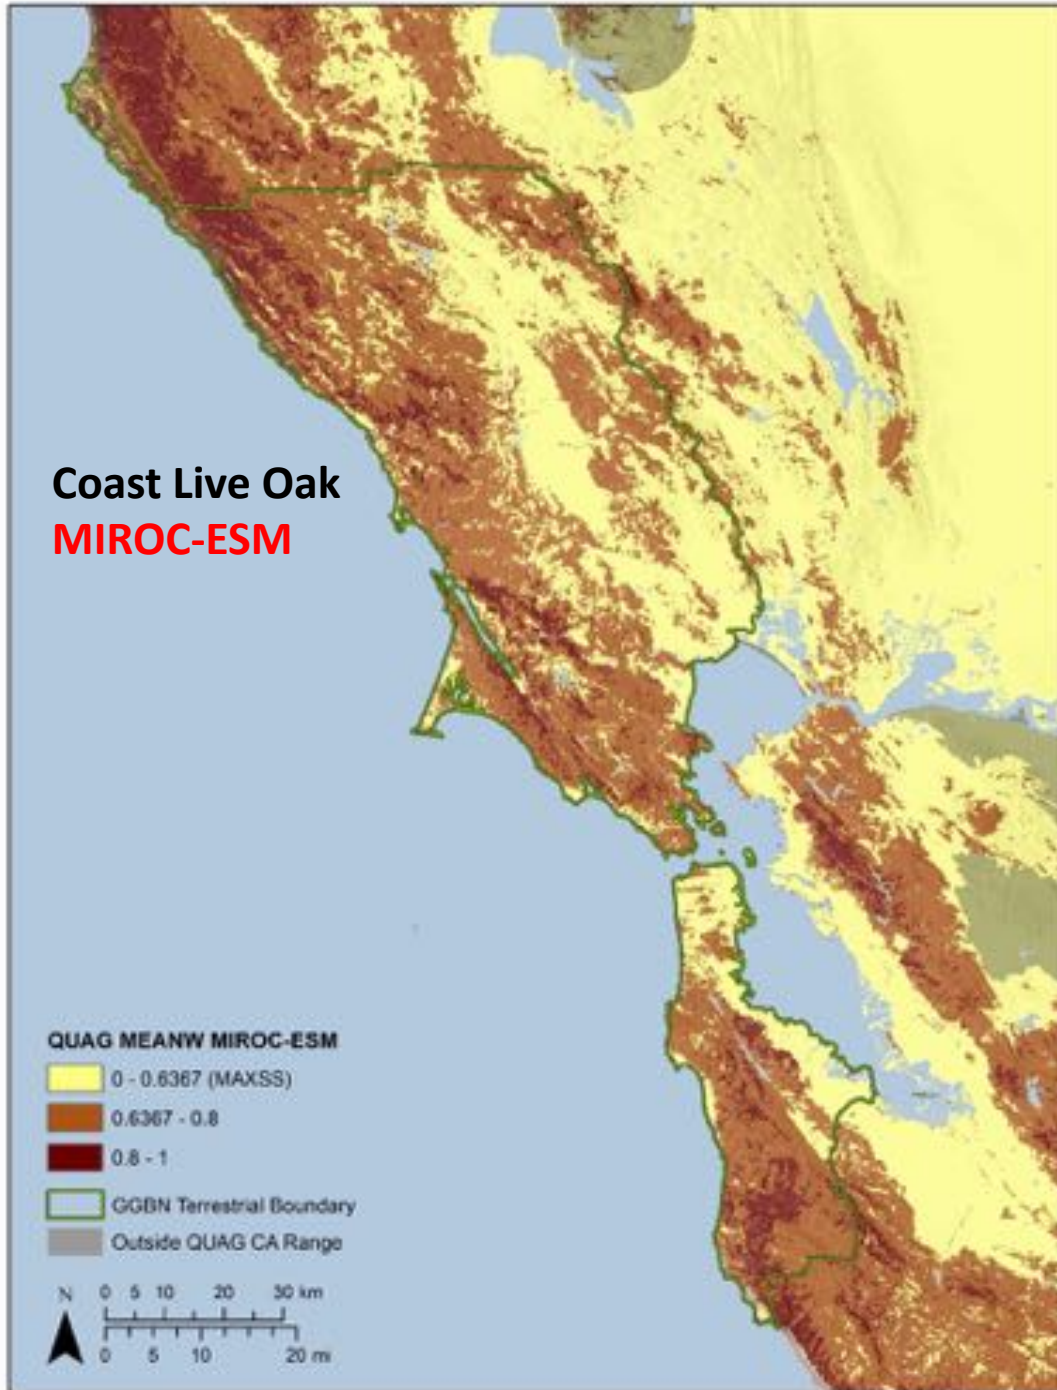 Coast Live Oak
MIROC-ESM
QUAG MEANW MIROC-ESM
0 - 0.6367 (MAXSS)
0.6367 - 0.8
0.8 - 1
GGBN Terrestrial Boundary
Outside QUAG CA Range
N 0 5 10 20 30 km
0 5 10 20 mi